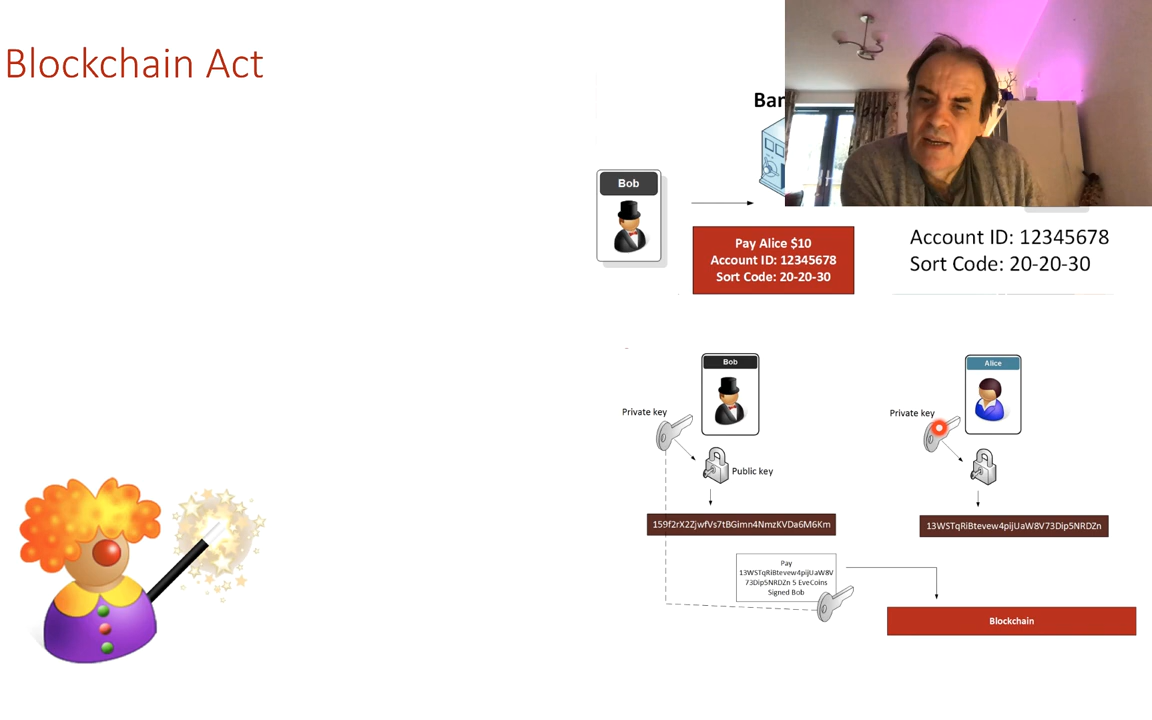 Blockchain Act
Bob
Pay Alice $10
Account ID: 12345678
Sort Code: 20-20-30
Account ID: 12345678
Sort Code: 20-20-30
Bob
Alice
Private key
Private key
Public key
159f2rX2ZjwfVs7tBGimn4NmzKVDa6M6Km
13WSTqRiBtevew4pijUaW8V73Dip5NRDZn
Pay
13WSTqRiBtevew4pijUaW8V
73Dip5NRDZn 5 EveCoins
Signed Bob
Blockchain